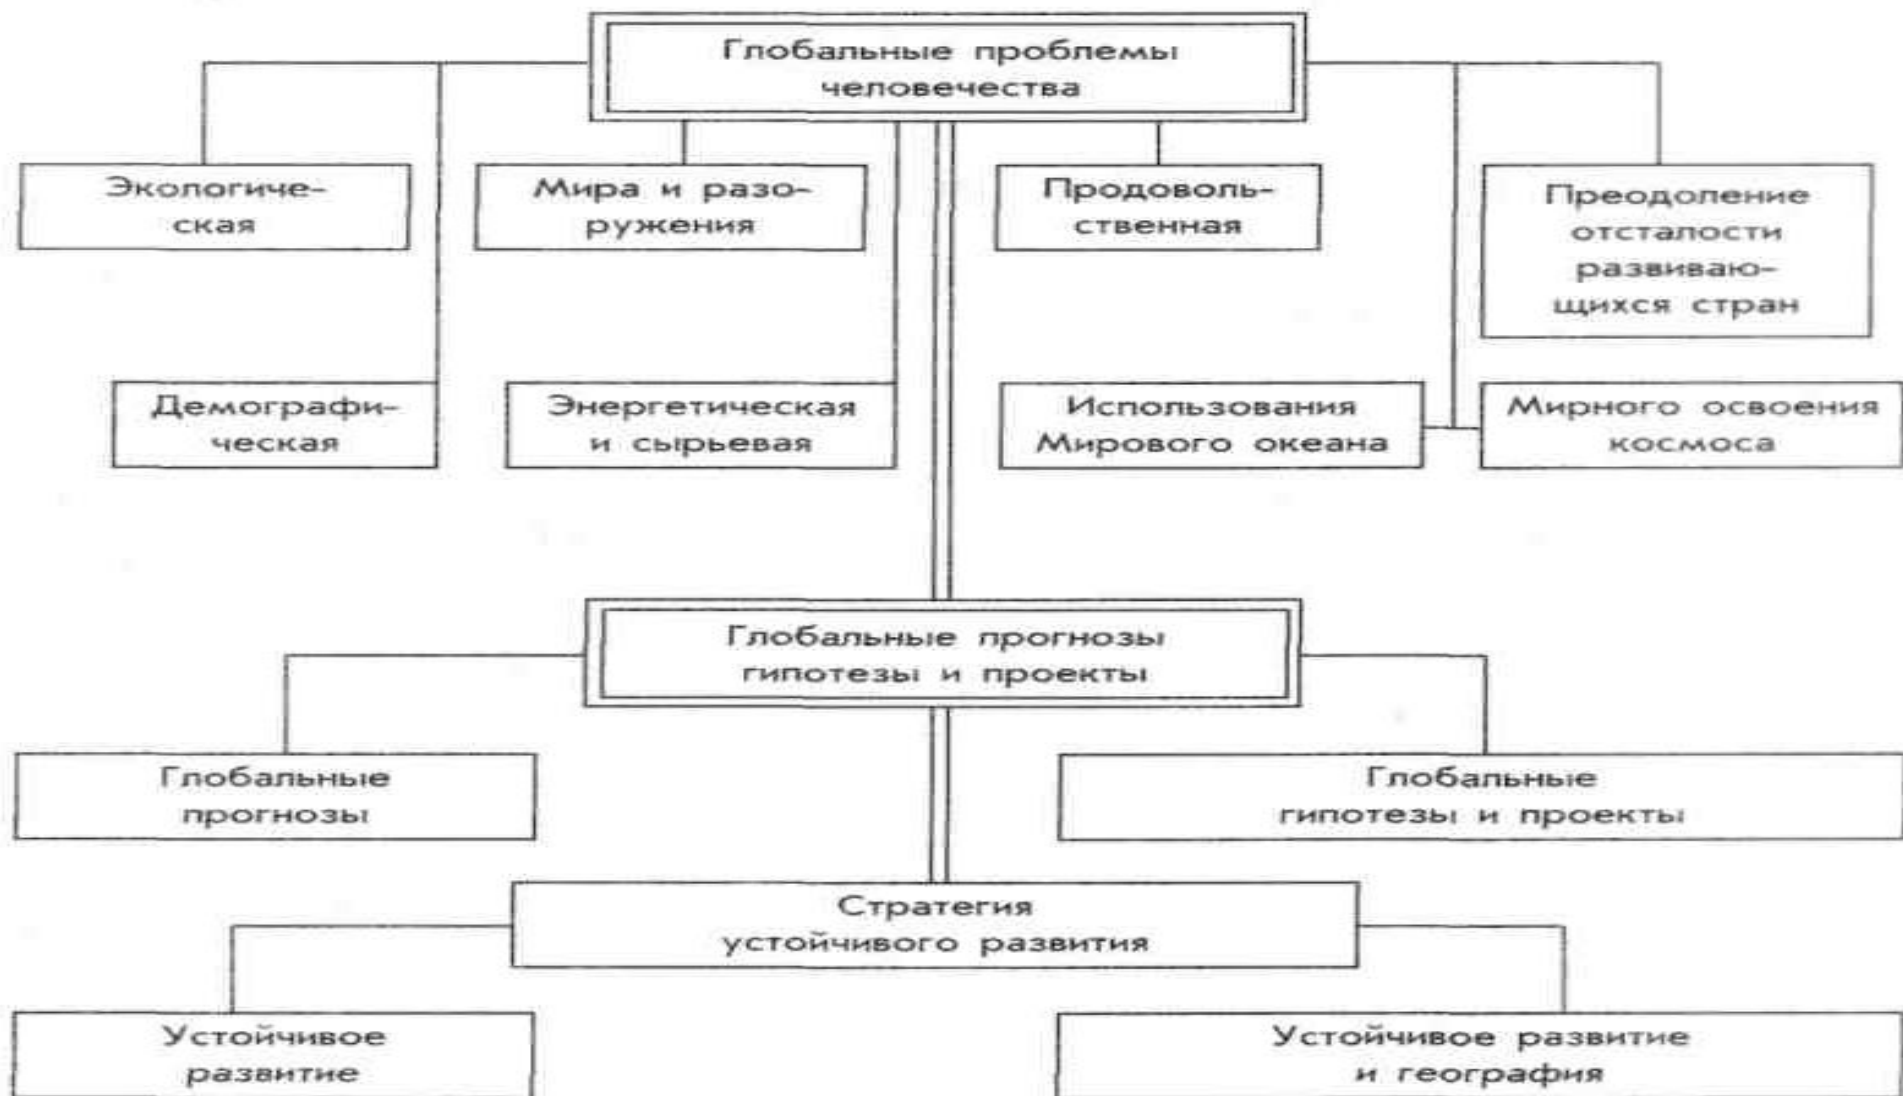 Глобальные проблемы
человечества
Экологиче-
ская
Мира и разо-
ружения
Продоволь-
ственная
Преодоление
отсталости
развиваю-
щихся стран
Демографи-
ческая
Энергетическая
и сырьевая
Использования
Мирового океана
Мирного освоения
космоса
Глобальные прогнозы
гипотезы и проекты
Глобальные
прогнозы
Глобальные
гипотезы и проекты
Стратегия
устойчивого развития
Устойчивое
развитие
Устойчивое развитие
и география